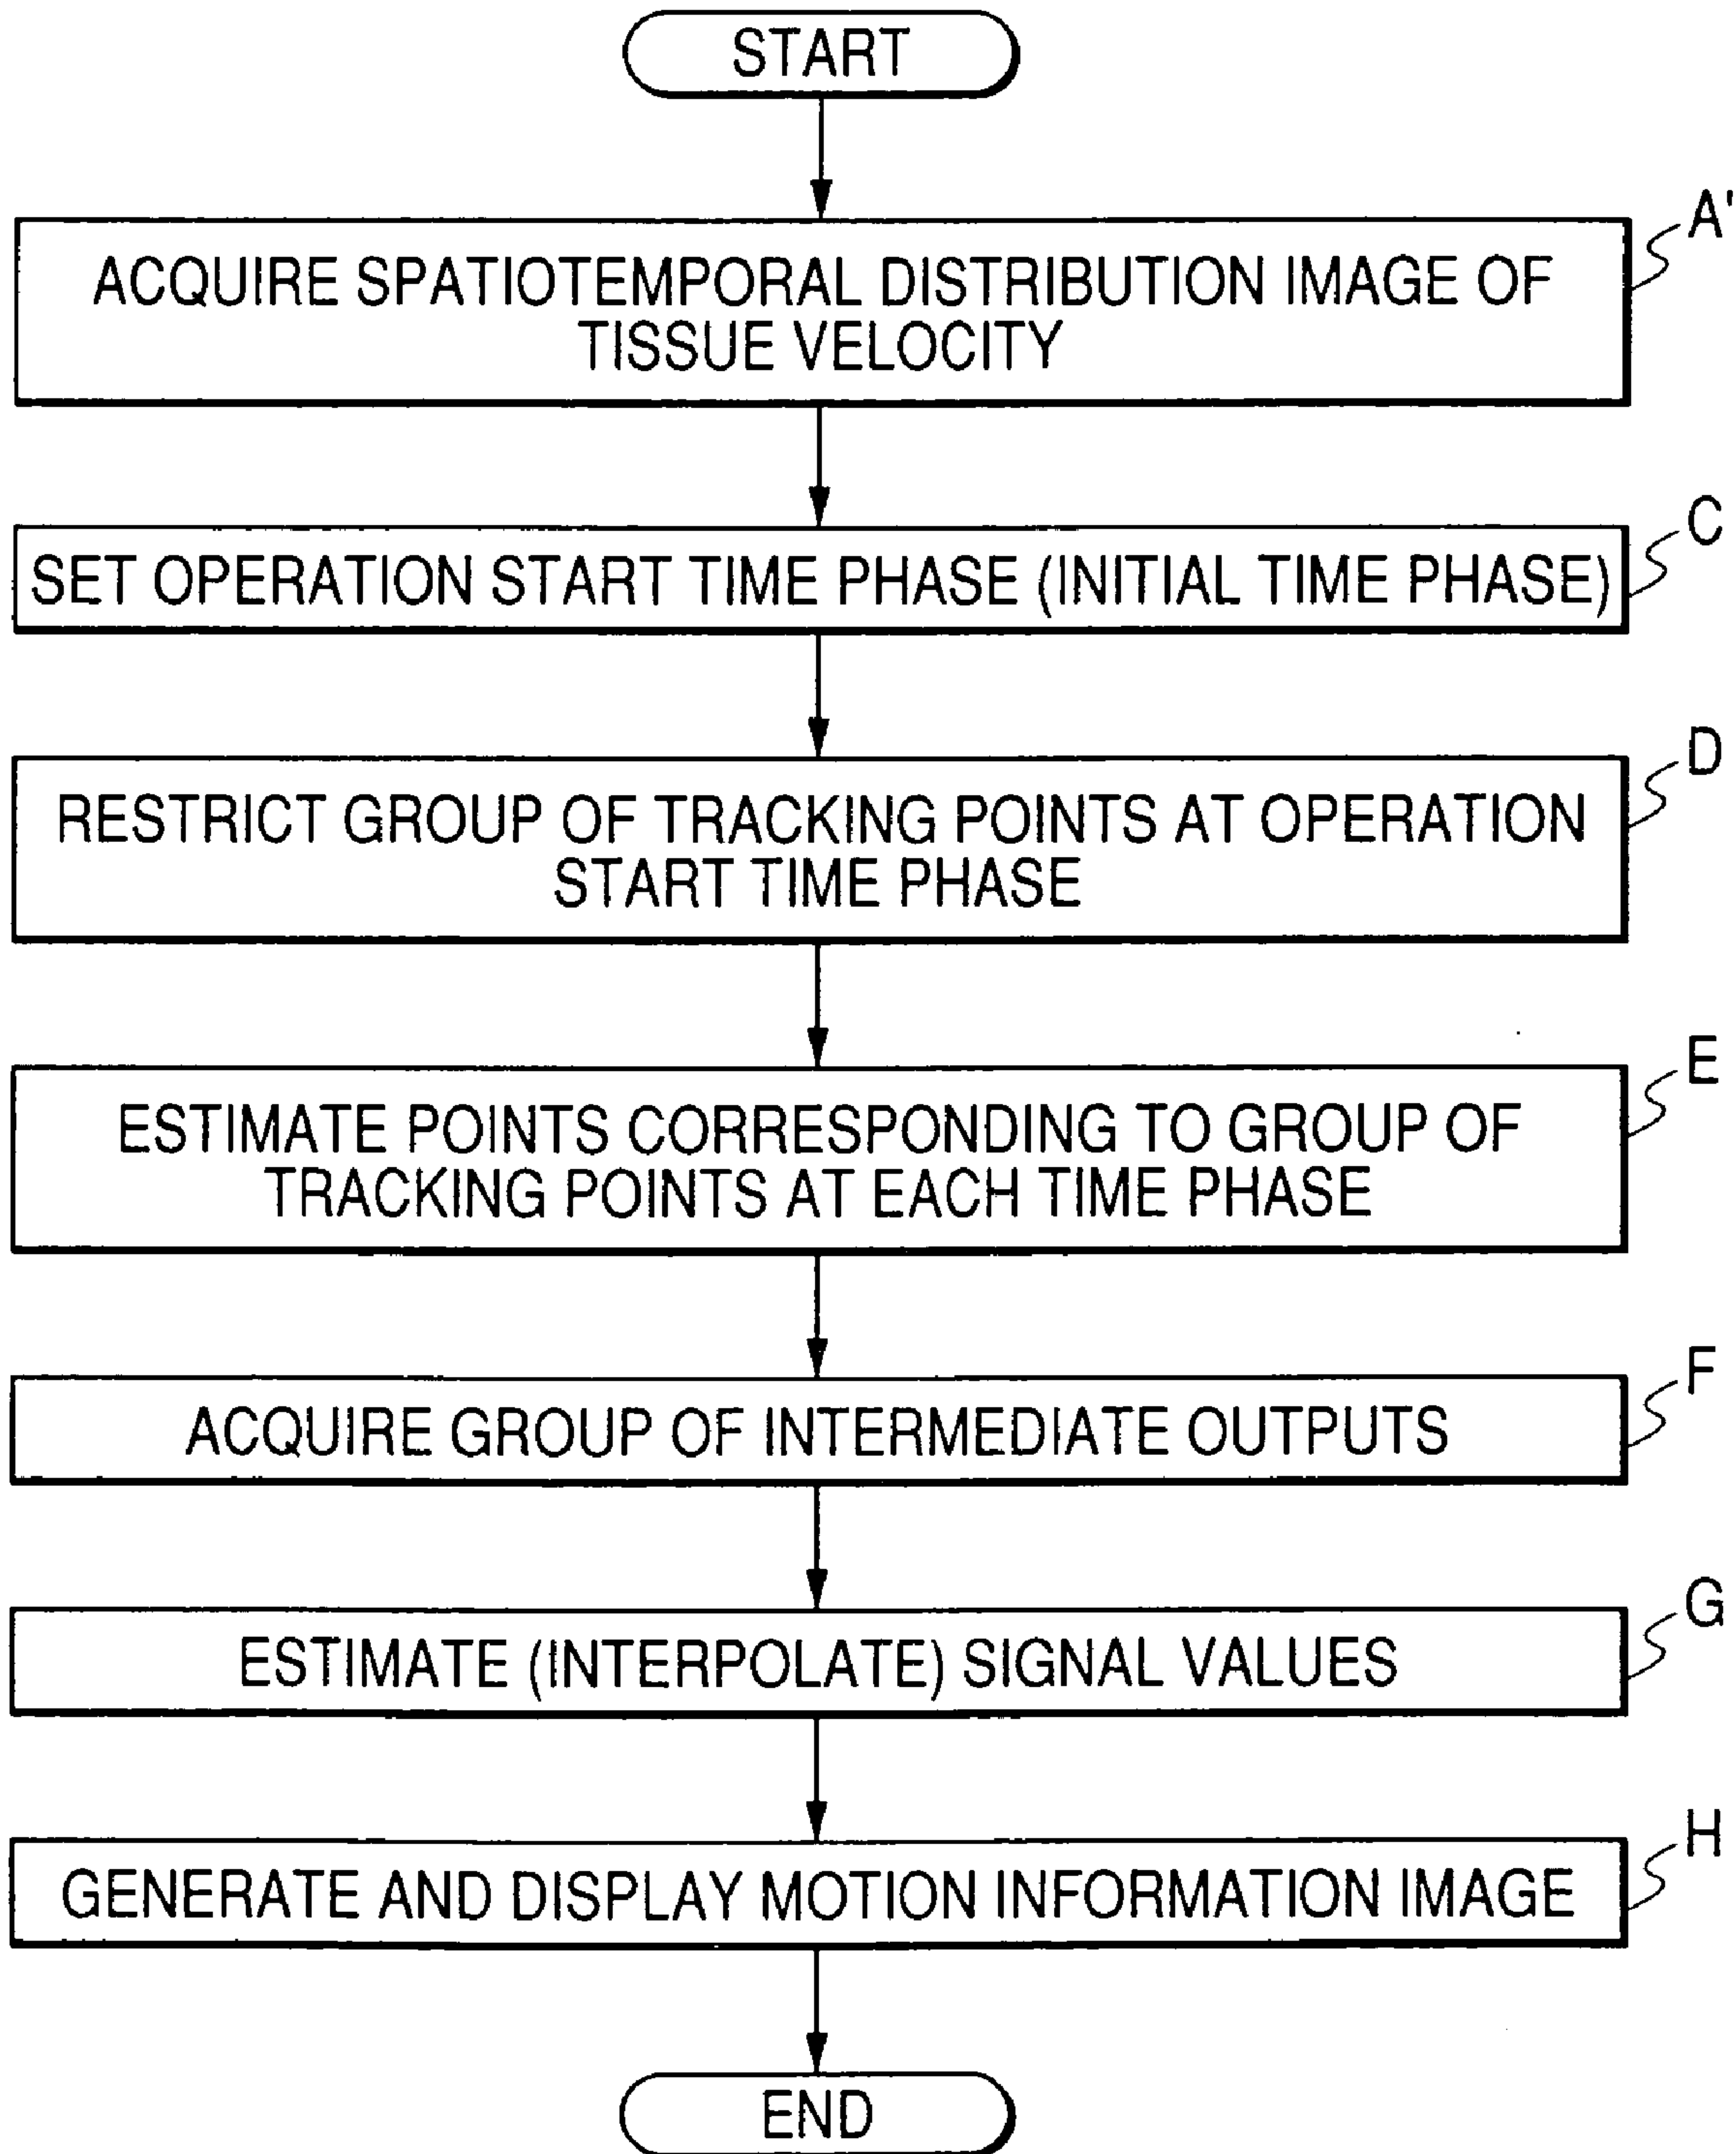 START
A'
ACQUIRE SPATIOTEMPORAL DISTRIBUTION IMAGE OF
TISSUE VELOCITY
C
SET OPERATION START TIME PHASE (INITIAL TIME PHASE)
D
RESTRICT GROUP OF TRACKING POINTS AT OPERATION
START TIME PHASE
E
ESTIMATE POINTS CORRESPONDING TO GROUP OF
TRACKING POINTS AT EACH TIME PHASE
F
ACQUIRE GROUP OF INTERMEDIATE OUTPUTS
G
ESTIMATE (INTERPOLATE) SIGNAL VALUES
H
GENERATE AND DISPLAY MOTION INFORMATION IMAGE
END